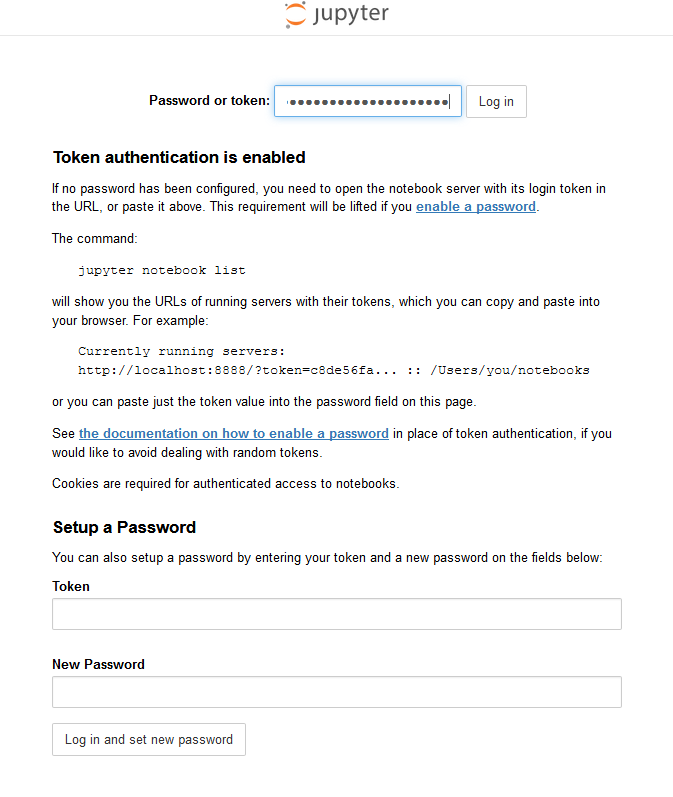 jupyter
Password or token: ••••••••••••••••••••• Log in
Token authentication is enabled
If no password has been configured, you need to open the notebook server with its login token in
the URL, or paste it above. This requirement will be lifted if you enable a password.
The command:
jupyter notebook list
will show you the URLs of running servers with their tokens, which you can copy and paste into
your browser. For example:
Currently running servers:
http://localhost:8888/?token=c8de56fa... :: /Users/you/notebooks
or you can paste just the token value into the password field on this page.
See the documentation on how to enable a password in place of token authentication, if you
would like to avoid dealing with random tokens.
Cookies are required for authenticated access to notebooks.
Setup a Password
You can also setup a password by entering your token and a new password on the fields below:
Token
New Password
Log in and set new password